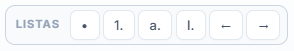 LISTAS • 1. a. I. ← →